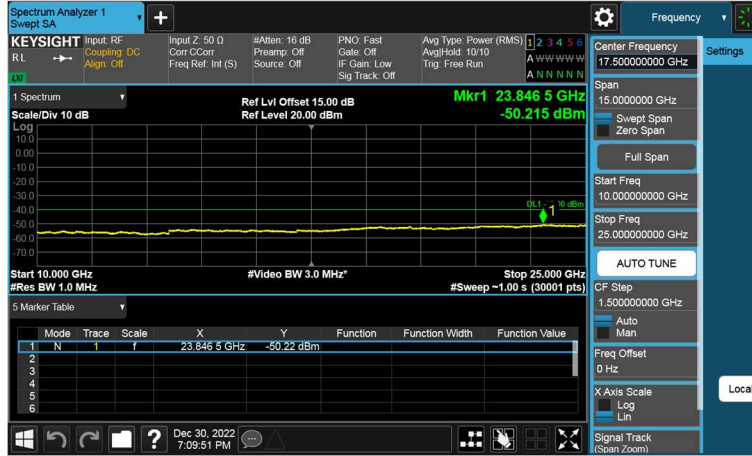 Spectrum Analyzer 1
Swept SA
Frequency
KEYSIGHT
R L
LXI
Input: RF
Coupling: DC
Align: Off
Input Z: 50 Ω
Corr CCorr
Freq Ref: Int (S)
#Atten: 16 dB
Preamp: Off
Source: Off
PNO: Fast
Gate: Off
IF Gain: Low
Sig Track: Off
Avg Type: Power (RMS)
Avg|Hold: 10/10
Trig: Free Run
1 2 3 4 5 6
A W W W W W
A N N N N N
Center Frequency
17.500000000 GHz
Settings
1 Spectrum
Scale/Div 10 dB
Ref Lvl Offset 15.00 dB
Ref Level 20.00 dBm
Mkr1 23.846 5 GHz
-50.215 dBm
Log
10.0
0.00
-10.0
-20.0
-30.0
-40.0
-50.0
-60.0
-70.0
1
Start 10.000 GHz
#Res BW 1.0 MHz
#Video BW 3.0 MHz*
Stop 25.000 GHz
#Sweep ~1.00 s (30001 pts)
Span
15.0000000 GHz
Swept Span
Zero Span
Full Span
Start Freq
10.000000000 GHz
Stop Freq
25.000000000 GHz
AUTO TUNE
CF Step
1.500000000 GHz
Auto
Man
Freq Offset
0 Hz
X Axis Scale
Log
Lin
Signal Track
(Span Zoom)
Local
5 Marker Table
Mode Trace Scale X Y Function Function Width Function Value
1 N 1 f 23.846 5 GHz -50.22 dBm
2
3
4
5
6
?
Dec 30, 2022
7:09:51 PM